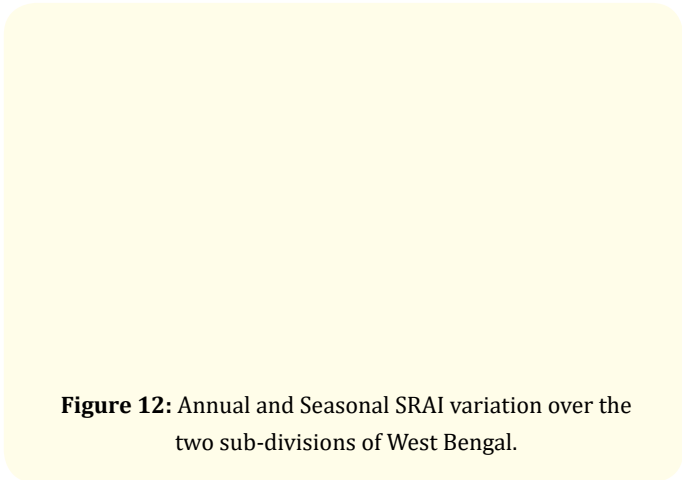 Figure 12: Annual and Seasonal SRAI variation over the
two sub-divisions of West Bengal.